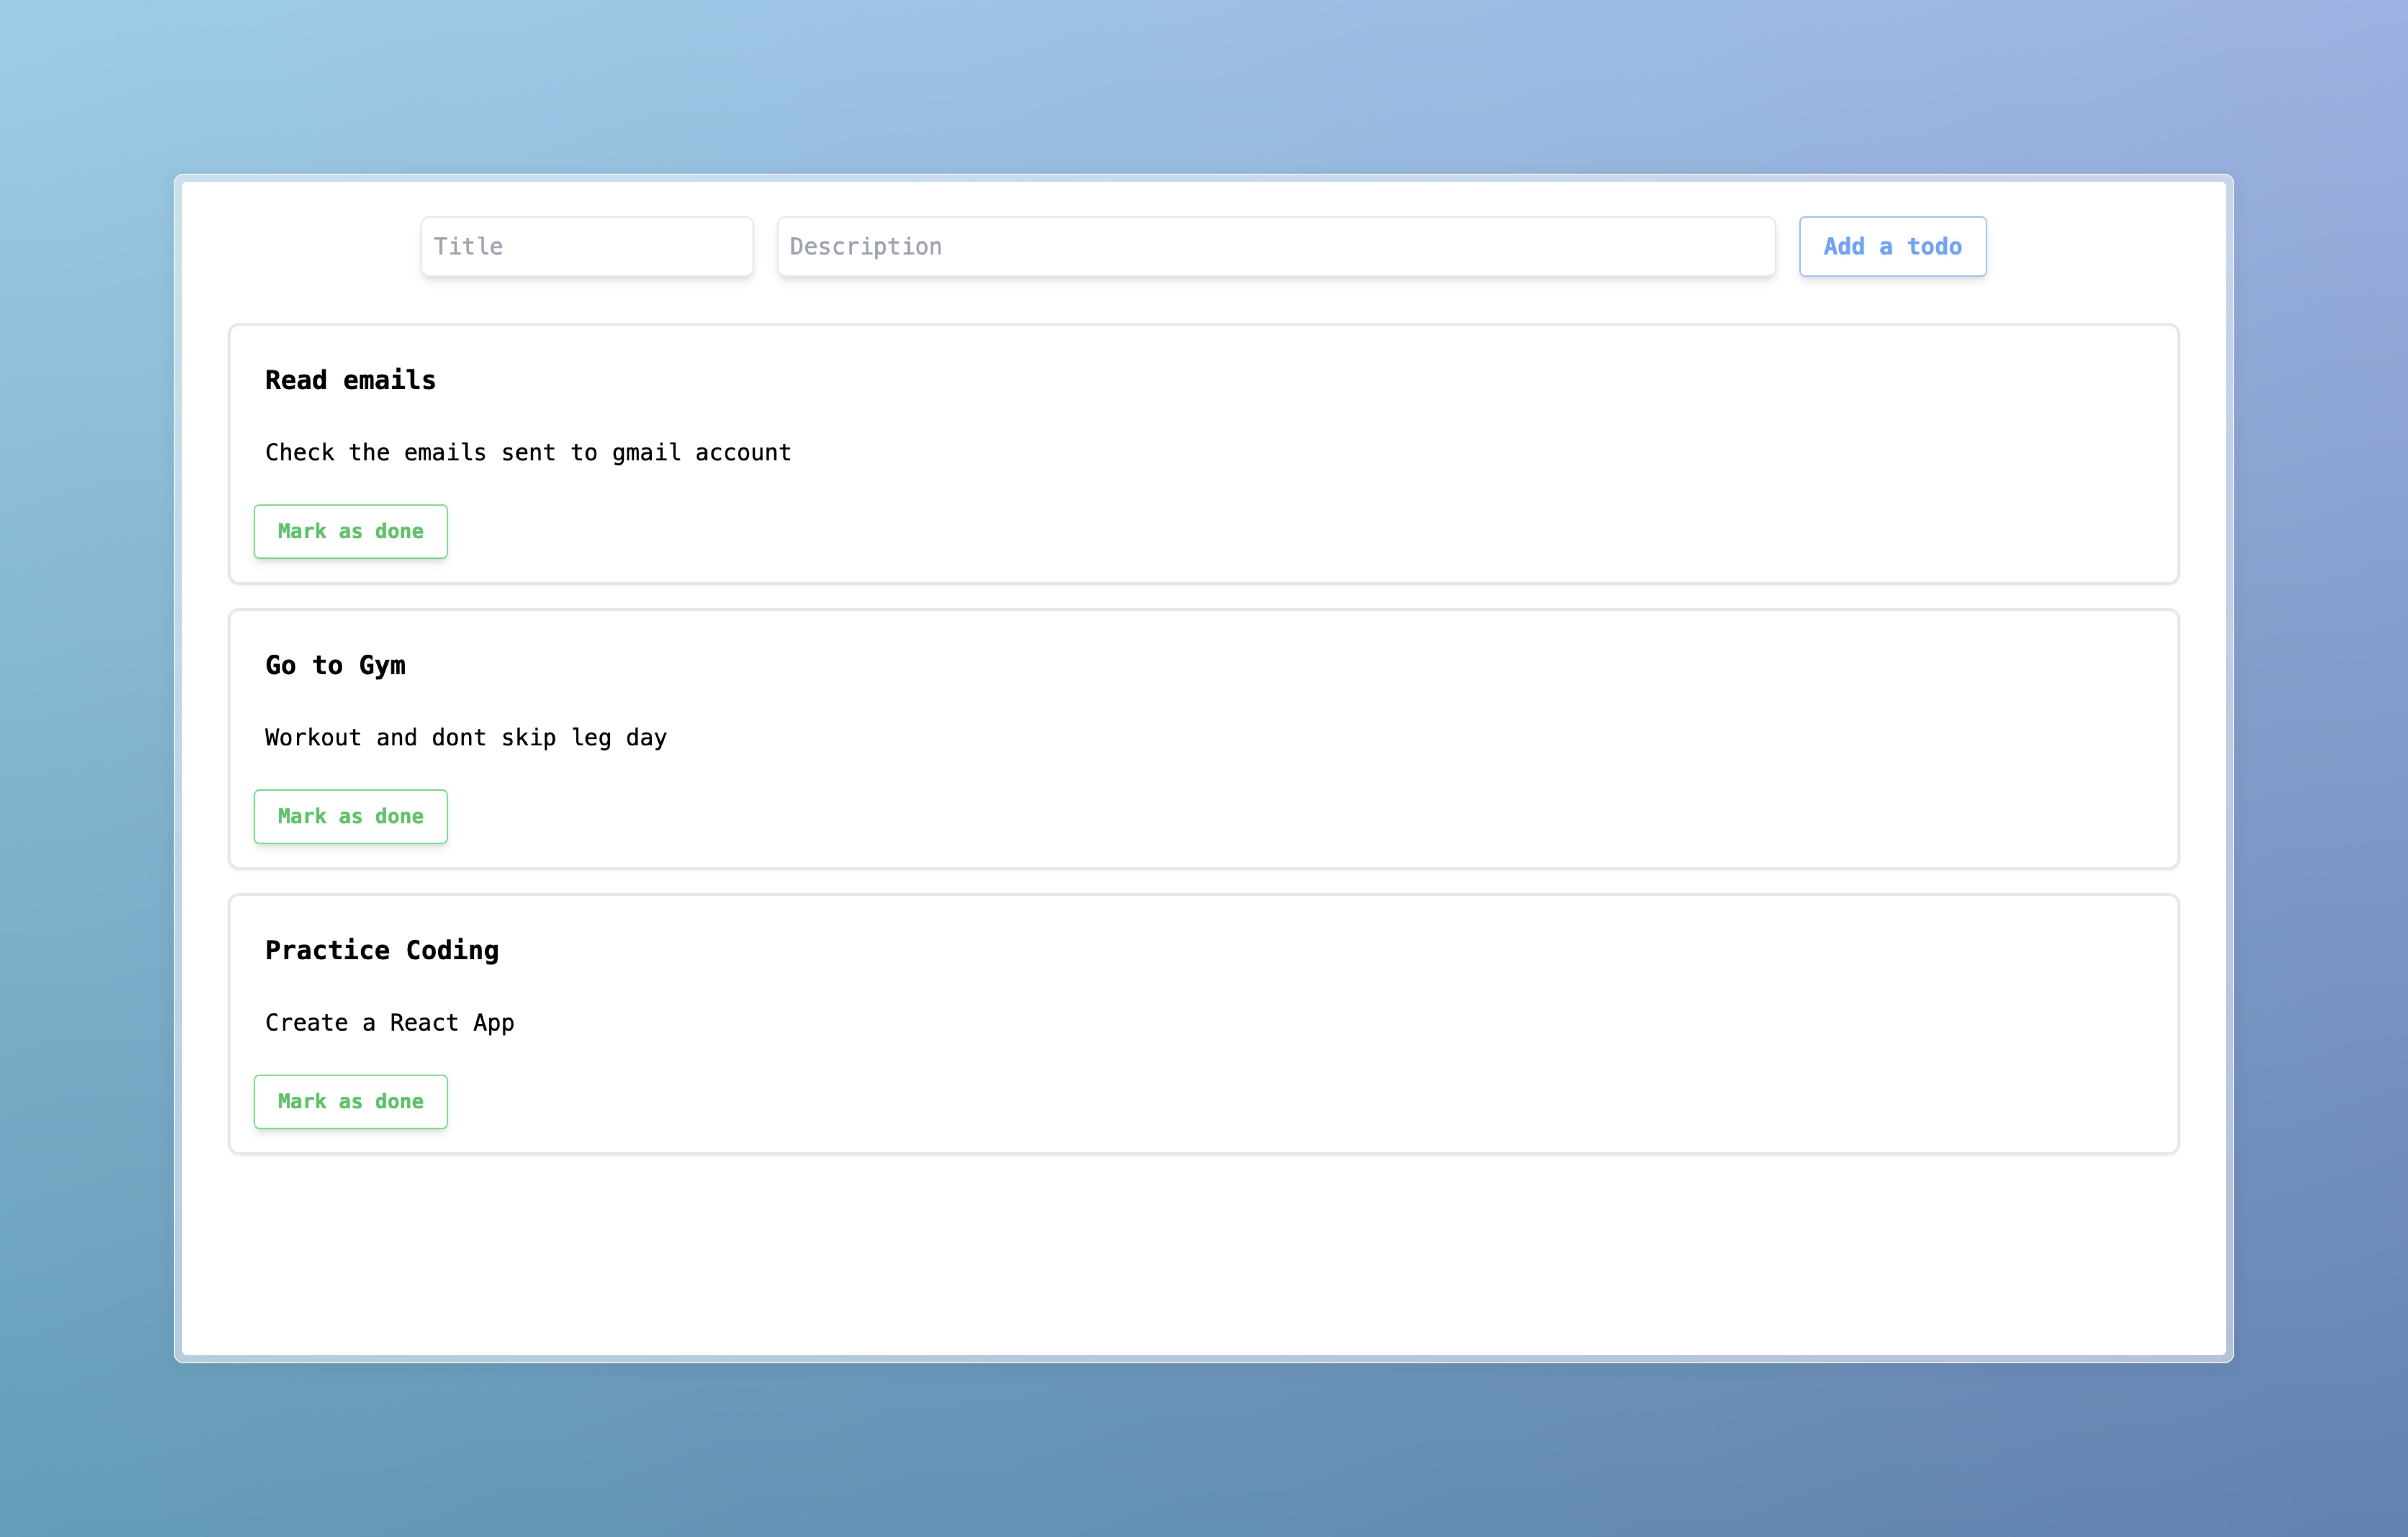 Title
Description
Add a todo
Read emails
Check the emails sent to gmail account
Mark as done
Go to Gym
Workout and dont skip leg day
Mark as done
Practice Coding
Create a React App
Mark as done